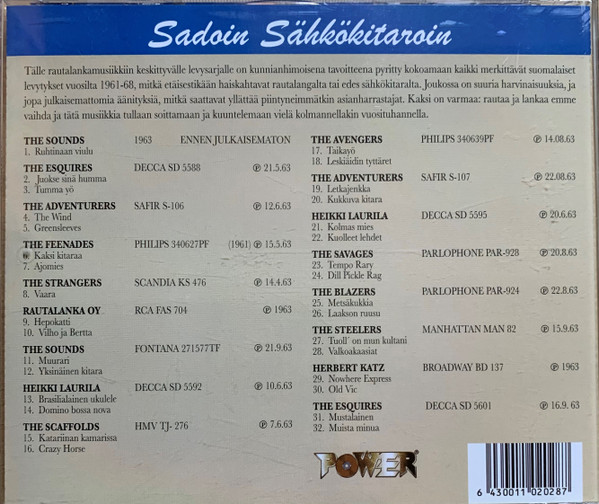 Sadoin Sähkökitaroin
Tälle rautalankamusiikkiin keskittyvälle levysarjalle on kunnianhimoisena tavoitteena pyritty kokoamaan kaikki merkittävät suomalaiset
levytykset vuosilta 1961-68, mitkä etäisestikään haiskahtavat rautalangalta tai edes sähkökitaralta. Joukossa on suuria harvinaisuuksia, ja
jopa julkaisemattomia äänityksiä, mitkä saattavat yllättää piintyneimmätkin asianharrastajat. Kaksi on varmaa: rautaa ja lankaa emme
vaihda ja tätä musiikkia tullaan soittamaan ja kuuntelemaan vielä kolmannellakin vuosituhannella.
THE SOUNDS 1963 ENNEN JULKAISEMATON
1. Ruhtinaan viulu
THE ESQUIRES DECCA SD 5588 ℗ 21.5.63
2. Juokse sinä humma
3. Tumma yö
THE ADVENTURERS SAFIR S-106 ℗ 12.6.63
4. The Wind
5. Greensleeves
THE FEENADES PHILIPS 340627PF (1961) ℗ 15.5.63
Kaksi kitaraa
7. Ajomies
THE STRANGERS SCANDIA KS 476 ℗ 14.4.63
8. Vaara
RAUTALANKA OY RCA FAS 704 ℗ 1963
9. Hepokatti
10. Vilho ja Bertta
THE SOUNDS FONTANA 271577TF ℗ 21.9.63
11. Muurari
12. Yksinäinen kitara
HEIKKI LAURILA DECCA SD 5592 ℗ 10.6.63
13. Brasilialainen ukulele
14. Domino bossa nova
THE SCAFFOLDS HMV TJ- 276 ℗ 7.6.63
15. Katariinan kamarissa
16. Crazy Horse
THE AVENGERS PHILIPS 340639PF ℗ 14.08.63
17. Taikayö
18. Leskiäidin tyttäret
THE ADVENTURERS SAFIR S-107 ℗ 22.08.63
19. Letkajenkka
20. Kukkuva kitara
HEIKKI LAURILA DECCA SD 5595 ℗ 20.6.63
21. Kolmas mies
22. Kuolleet lehdet
THE SAVAGES PARLOPHONE PAR-928 ℗ 20.8.63
23. Tempo Rary
24. Dill Pickle Rag
THE BLAZERS PARLOPHONE PAR-924 ℗ 22.8.63
25. Metsäkukkia
26. Laakson ruusu
THE STEELERS MANHATTAN MAN 82 ℗ 15.9.63
27. Tuoll´ on mun kultani
28. Valkoakaasiat
HERBERT KATZ BROADWAY BD 137 ℗ 1963
29. Nowhere Express
30. Old Vic
THE ESQUIRES DECCA SD 5601 ℗ 16.9. 63
31. Mustalainen
32. Muista minua
POWER
6 430011 020287